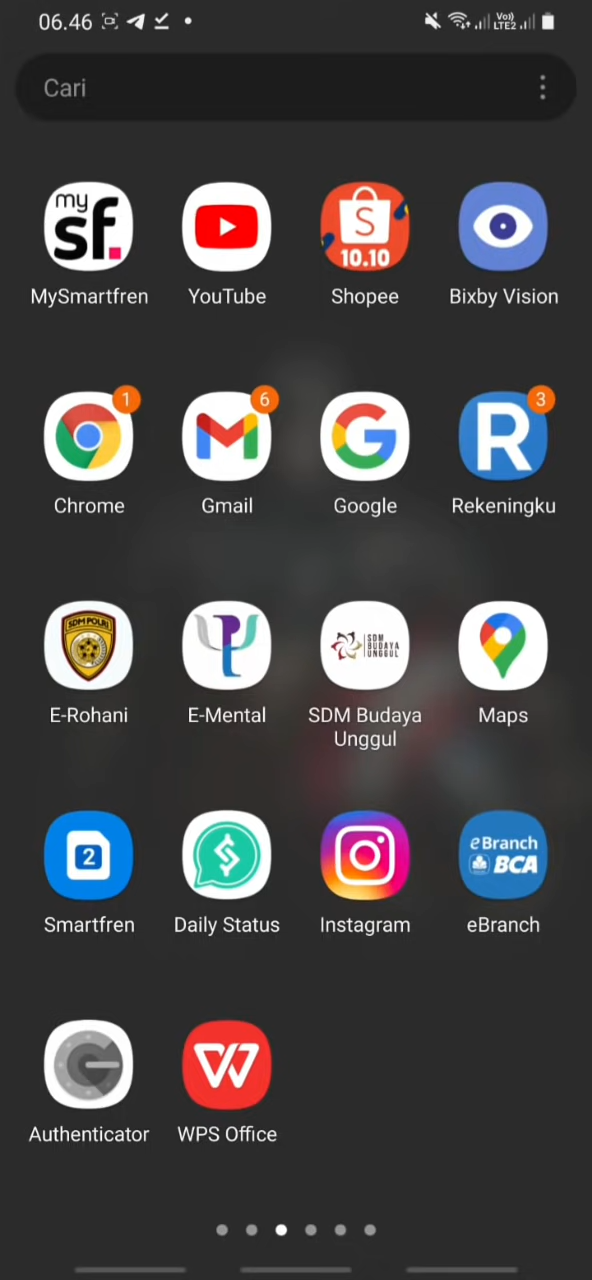 06.46
Vo))
LTE2
Cari
my
sf.
S
10.10
MySmartfren
YouTube
Shopee
Bixby Vision
1
6
3
R
Chrome
Gmail
Google
Rekeningku
SDM POLRI
SDM
BUDAYA
UNGGUL
E-Rohani
E-Mental
SDM Budaya
Unggul
Maps
2
eBranch
BCA
Smartfren
Daily Status
Instagram
eBranch
W
Authenticator
WPS Office